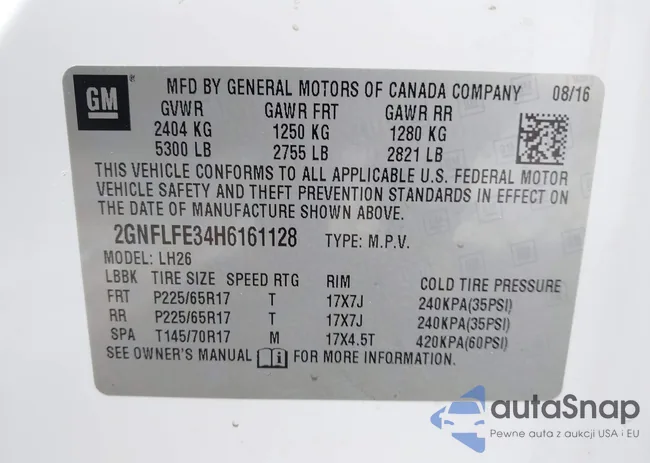 GM MFD BY GENERAL MOTORS OF CANADA COMPANY 08/16
GVWR GAWR FRT GAWR RR
2404 KG 1250 KG 1280 KG
5300 LB 2755 LB 2821 LB
THIS VEHICLE CONFORMS TO ALL APPLICABLE U.S. FEDERAL MOTOR
VEHICLE SAFETY AND THEFT PREVENTION STANDARDS IN EFFECT ON
THE DATE OF MANUFACTURE SHOWN ABOVE.
2GNFLFE34H6161128 TYPE: M.P.V.
MODEL: LH26
LBBK TIRE SIZE SPEED RTG RIM COLD TIRE PRESSURE
FRT P225/65R17 T 17X7J 240KPA(35PSI)
RR P225/65R17 T 17X7J 240KPA(35PSI)
SPA T145/70R17 M 17X4.5T 420KPA(60PSI)
SEE OWNER'S MANUAL FOR MORE INFORMATION.
autaSnap
Pewne auta z aukcji USA i EU